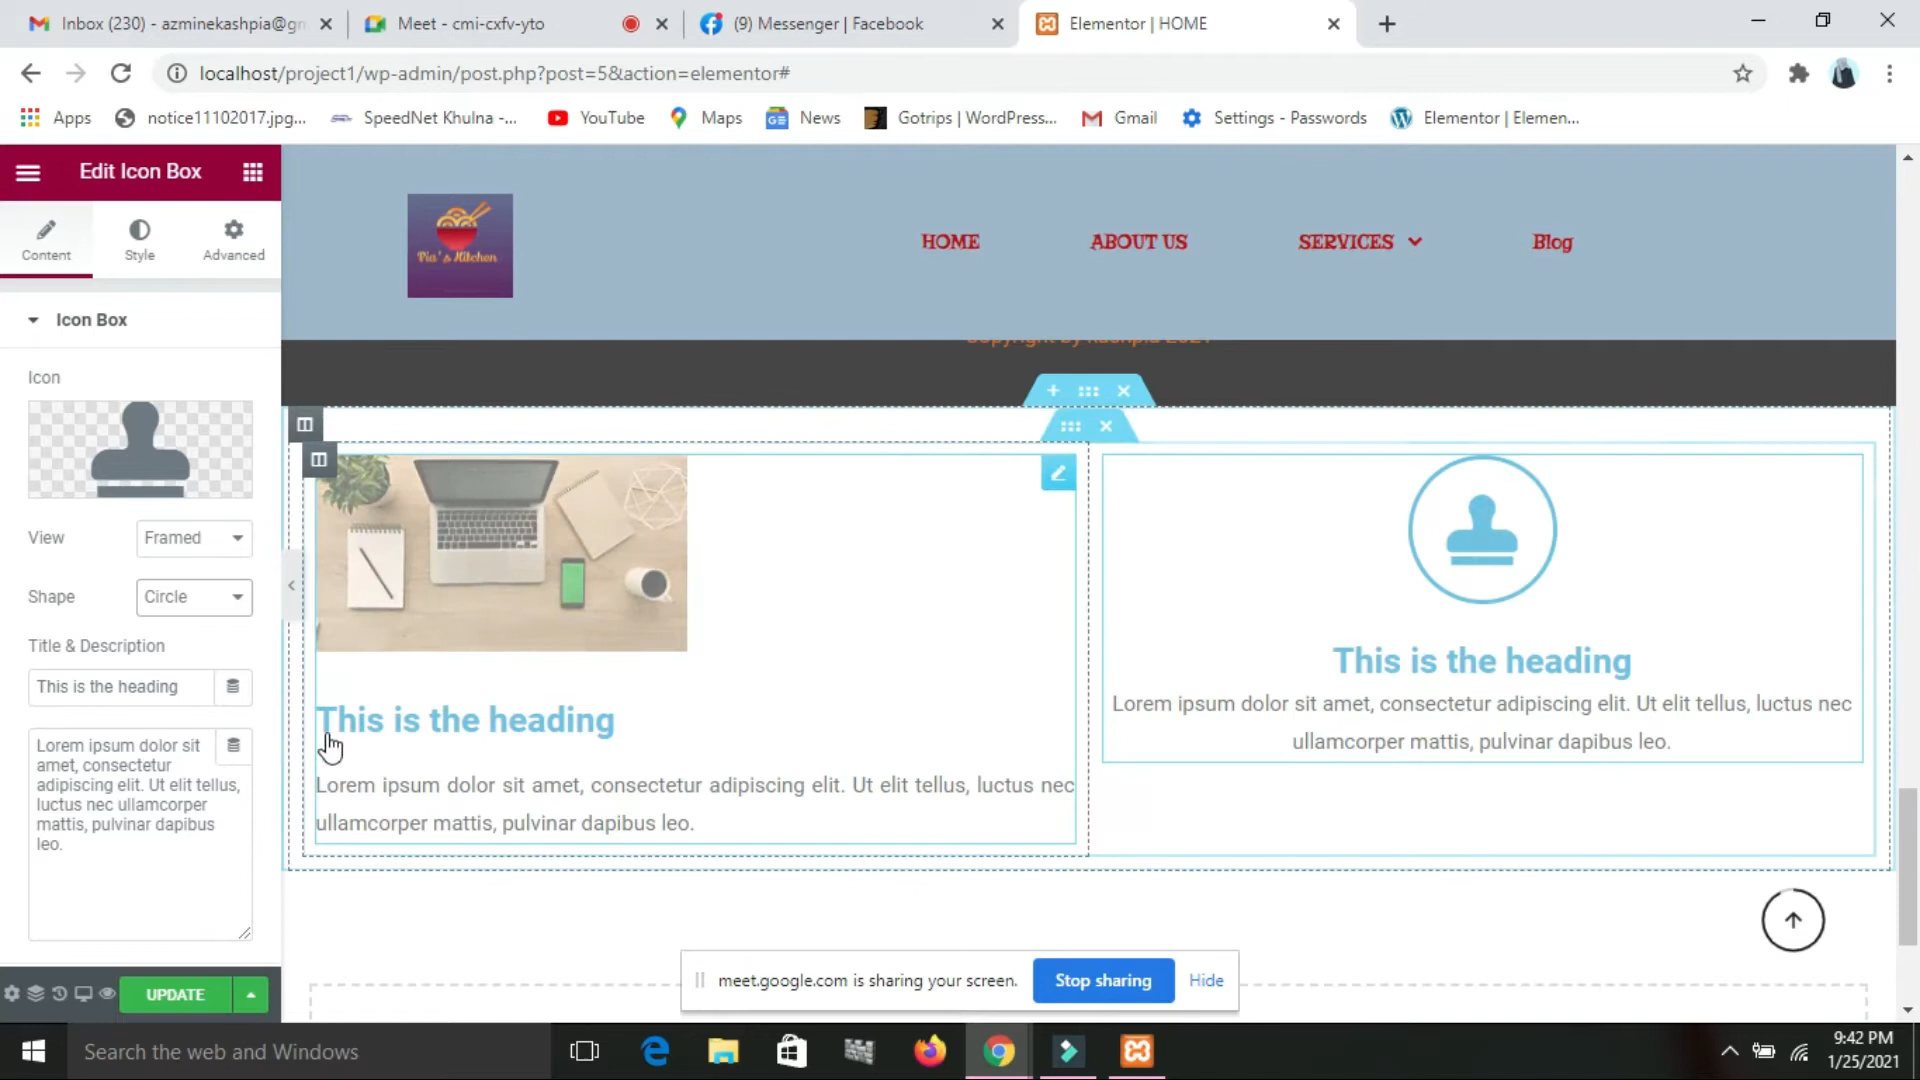 Inbox (230) - azminekashpia@gm
Meet - cmi-cxfv-yto
(9) Messenger | Facebook
Elementor | HOME
localhost/project1/wp-admin/post.php?post=5&action=elementor#
Apps
notice11102017.jpg...
SpeedNet Khulna -...
YouTube
Maps
News
Gotrips | WordPress...
Gmail
Settings - Passwords
Elementor | Elemen...
Edit Icon Box
Content
Style
Advanced
Pia's Kitchen
HOME
ABOUT US
SERVICES
Blog
Icon Box
Icon
View
Framed
Shape
Circle
Title & Description
This is the heading
Lorem ipsum dolor sit
amet, consectetur
adipiscing elit. Ut elit tellus,
luctus nec ullamcorper
mattis, pulvinar dapibus
leo.
UPDATE
This is the heading
Lorem ipsum dolor sit amet, consectetur adipiscing elit. Ut elit tellus, luctus nec
ullamcorper mattis, pulvinar dapibus leo.
This is the heading
Lorem ipsum dolor sit amet, consectetur adipiscing elit. Ut elit tellus, luctus nec
ullamcorper mattis, pulvinar dapibus leo.
meet.google.com is sharing your screen.
Stop sharing
Hide
Search the web and Windows
9:42 PM
1/25/2021